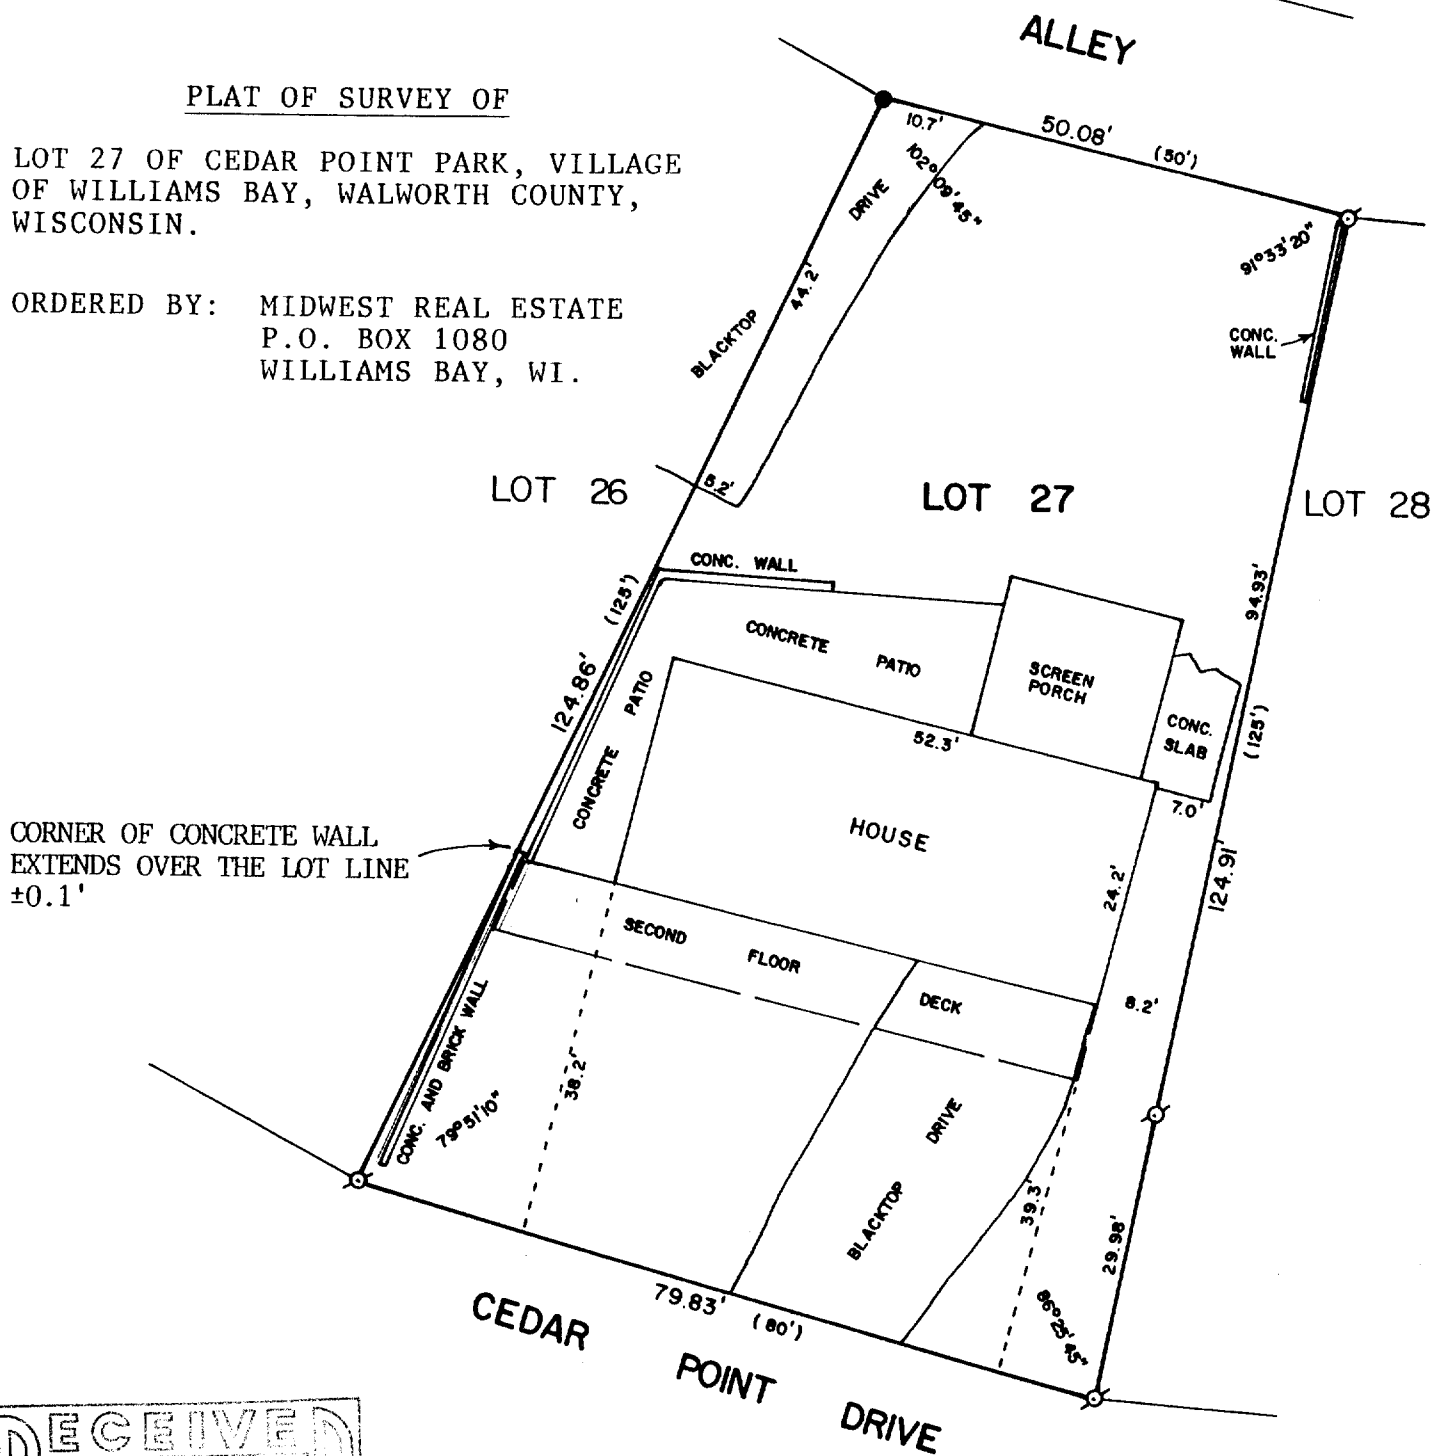 ALLEY
PLAT OF SURVEY OF
LOT 27 OF CEDAR POINT PARK, VILLAGE
OF WILLIAMS BAY, WALWORTH COUNTY,
WISCONSIN.
ORDERED BY: MIDWEST REAL ESTATE
P.O. BOX 1080
WILLIAMS BAY, WI.
10.7'
50.08'
(50')
102°09'45"
DRIVE
91°33'20"
44.2'
BLACKTOP
CONC.
WALL
5.2'
LOT 26
LOT 27
LOT 28
CONC. WALL
(125')
94.93'
CONCRETE PATIO
SCREEN
PORCH
124.86'
CONCRETE PATIO
52.3'
CONC.
SLAB
(125')
7.0'
HOUSE
CORNER OF CONCRETE WALL
EXTENDS OVER THE LOT LINE
±0.1'
24.2'
124.91'
SECOND FLOOR DECK
8.2'
CONC. AND BRICK WALL
38.2'
79°51'10"
BLACKTOP DRIVE
39.3'
29.98'
86°25'45"
79.83'
(80')
CEDAR POINT DRIVE
RECEIVED